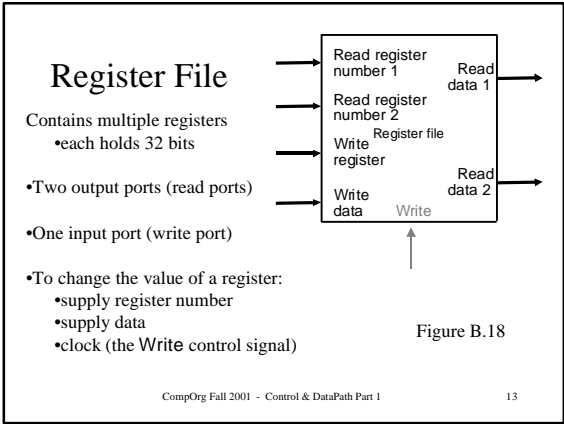 Register File
Contains multiple registers
•each holds 32 bits
•Two output ports (read ports)
•One input port (write port)
•To change the value of a register:
•supply register number
•supply data
•clock (the Write control signal)
Read register
number 1
Read
data 1
Read register
number 2
Register file
Write
register
Read
data 2
Write
data
Write
Figure B.18
CompOrg Fall 2001 - Control & DataPath Part 1
13